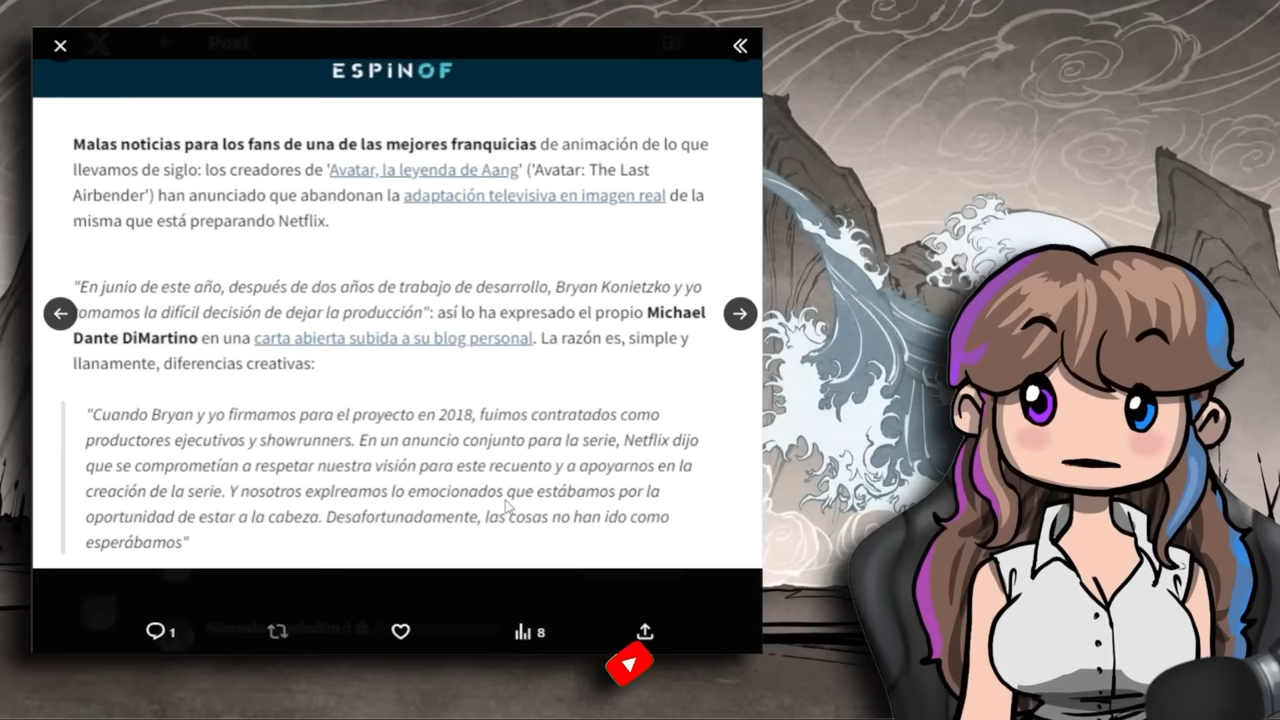 Post
ESPINOF
Malas noticias para los fans de una de las mejores franquicias de animación de lo que
llevamos de siglo: los creadores de 'Avatar, la leyenda de Aang' ('Avatar: The Last
Airbender') han anunciado que abandonan la adaptación televisiva en imagen real de la
misma que está preparando Netflix.
"En junio de este año, después de dos años de trabajo de desarrollo, Bryan Konietzko y yo
tomamos la difícil decisión de dejar la producción": así lo ha expresado el propio Michael
Dante DiMartino en una carta abierta subida a su blog personal. La razón es, simple y
llanamente, diferencias creativas:
"Cuando Bryan y yo firmamos para el proyecto en 2018, fuimos contratados como
productores ejecutivos y showrunners. En un anuncio conjunto para la serie, Netflix dijo
que se comprometían a respetar nuestra visión para este recuento y a apoyarnos en la
creación de la serie. Y nosotros explreamos lo emocionados que estábamos por la
oportunidad de estar a la cabeza. Desafortunadamente, las cosas no han ido como
esperábamos"
1
8